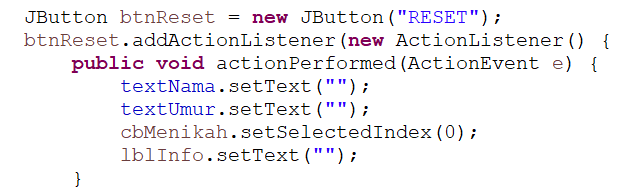 JButton btnReset = new JButton("RESET");
btnReset.addActionListener(new ActionListener() {
public void actionPerformed(ActionEvent e) {
textNama.setText("");
textUmur.setText("");
cbMenikah.setSelectedIndex(0);
lblInfo.setText("");
}